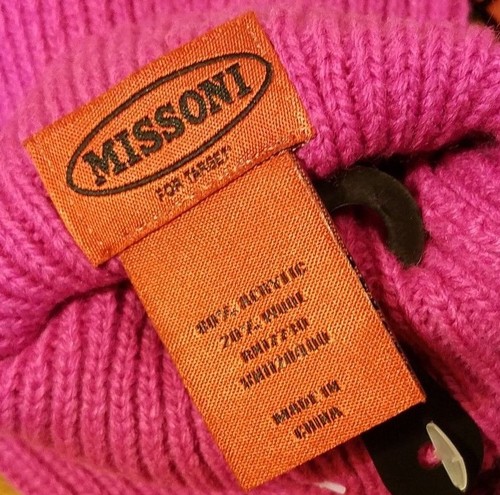 MISSONI
FOR TARGET
80% ACRYLIC
20% WOOL
MADE IN
CHINA